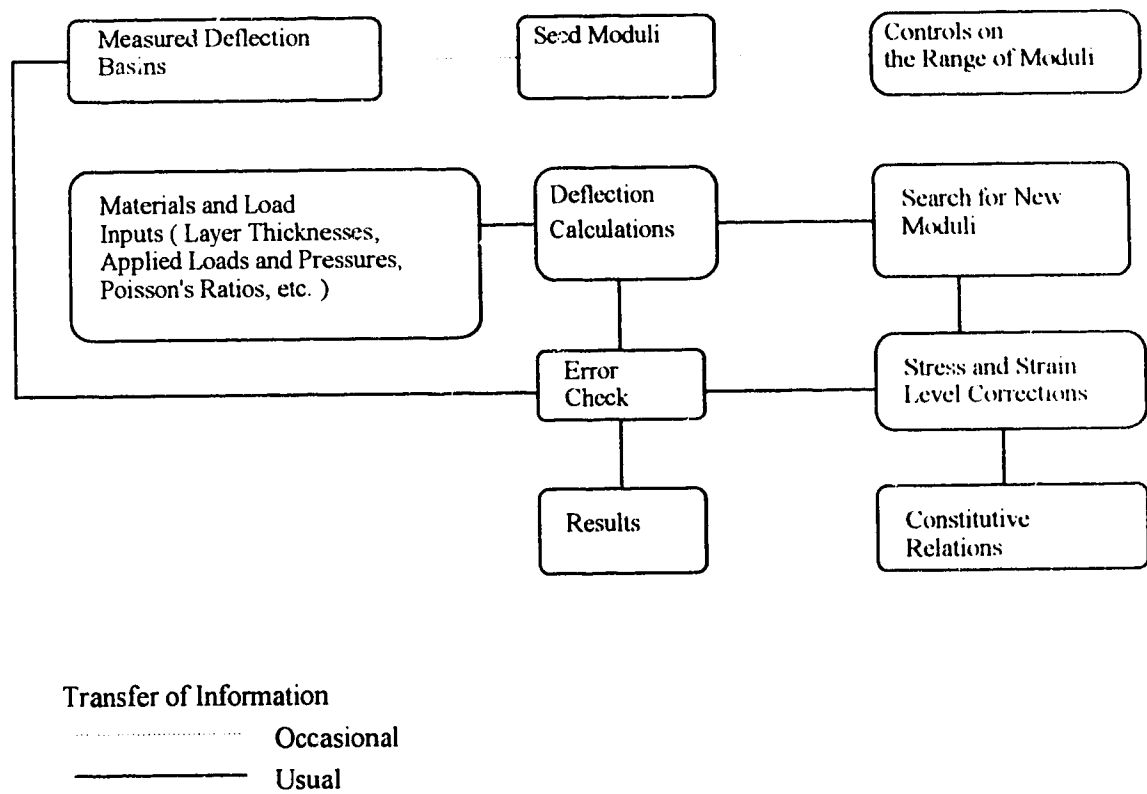 Measured Deflection
Basins
Seed Moduli
Controls on
the Range of Moduli
Materials and Load
Inputs ( Layer Thicknesses,
Applied Loads and Pressures,
Poisson's Ratios, etc. )
Deflection
Calculations
Search for New
Moduli
Error
Check
Stress and Strain
Level Corrections
Results
Constitutive
Relations
Transfer of Information
Occasional
Usual